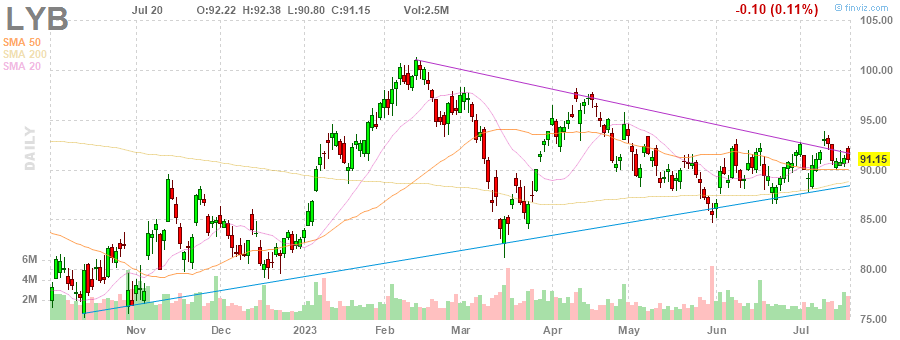 LYB Jul 20 O:92.22 H:92.38 L:90.80 C:91.15 Vol:2.5M -0.10 (0.11%) © finviz.com
SMA 50
SMA 200
SMA 20
DAILY
105.00
100.00
95.00
91.15
90.00
85.00
80.00
75.00
6M
4M
2M
Nov Dec 2023 Feb Mar Apr May Jun Jul